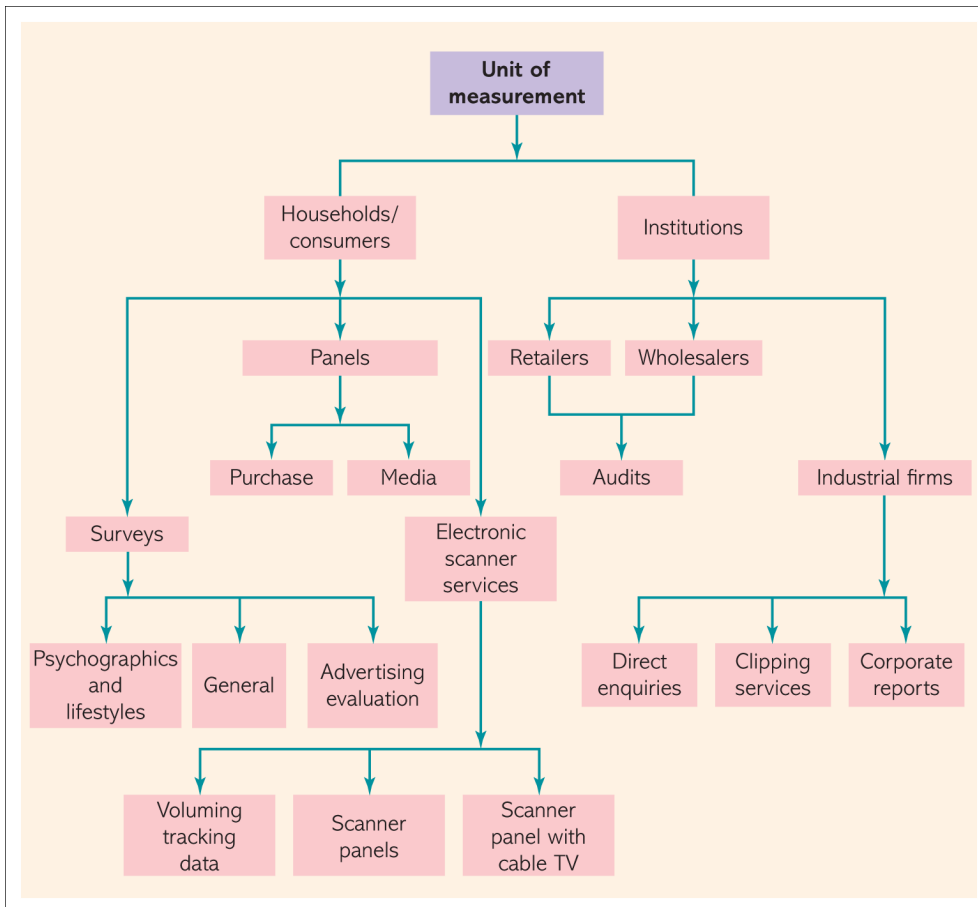 Unit of
measurement
Households/
consumers
Institutions
Panels
Retailers
Wholesalers
Purchase
Media
Audits
Industrial firms
Surveys
Electronic
scanner
services
Psychographics
and
lifestyles
General
Advertising
evaluation
Direct
enquiries
Clipping
services
Corporate
reports
Voluming
tracking
data
Scanner
panels
Scanner
panel with
cable TV